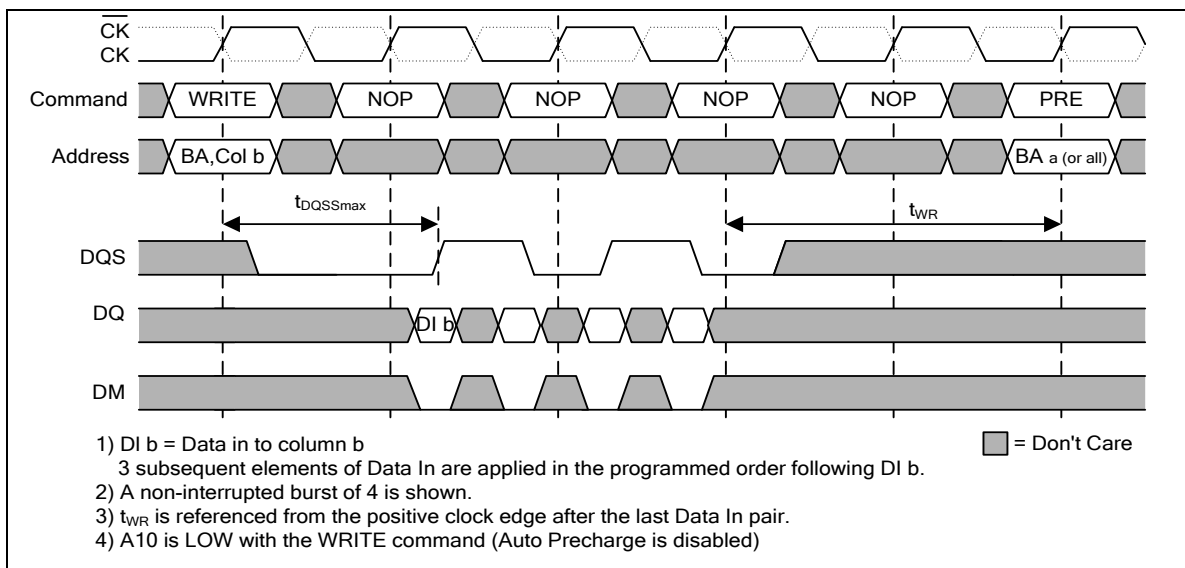 CK
CK
Command WRITE NOP NOP NOP NOP PRE
Address BA,Col b BA a (or all)
tDQSSmax tWR
DQS
DQ DI b
DM
1) DI b = Data in to column b = Don't Care
3 subsequent elements of Data In are applied in the programmed order following DI b.
2) A non-interrupted burst of 4 is shown.
3) tWR is referenced from the positive clock edge after the last Data In pair.
4) A10 is LOW with the WRITE command (Auto Precharge is disabled)